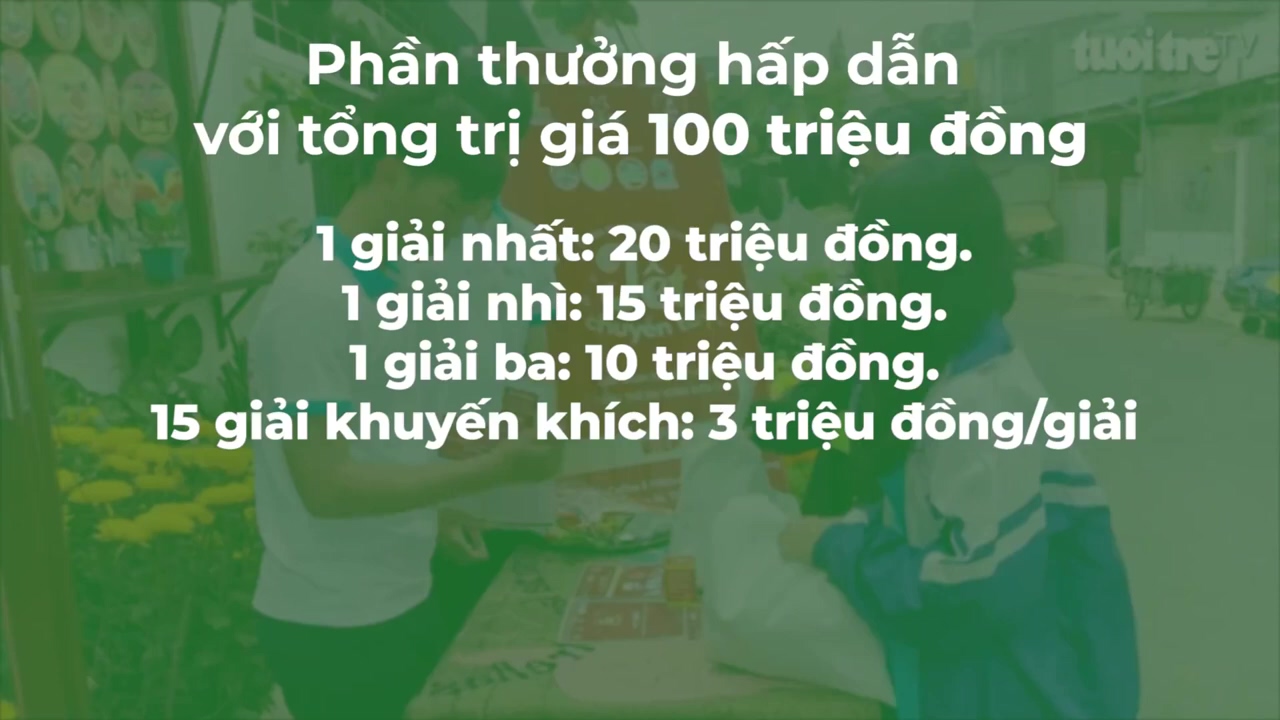 tuoitre TV
Phần thưởng hấp dẫn
với tổng trị giá 100 triệu đồng
1 giải nhất: 20 triệu đồng.
1 giải nhì: 15 triệu đồng.
1 giải ba: 10 triệu đồng.
15 giải khuyến khích: 3 triệu đồng/giải